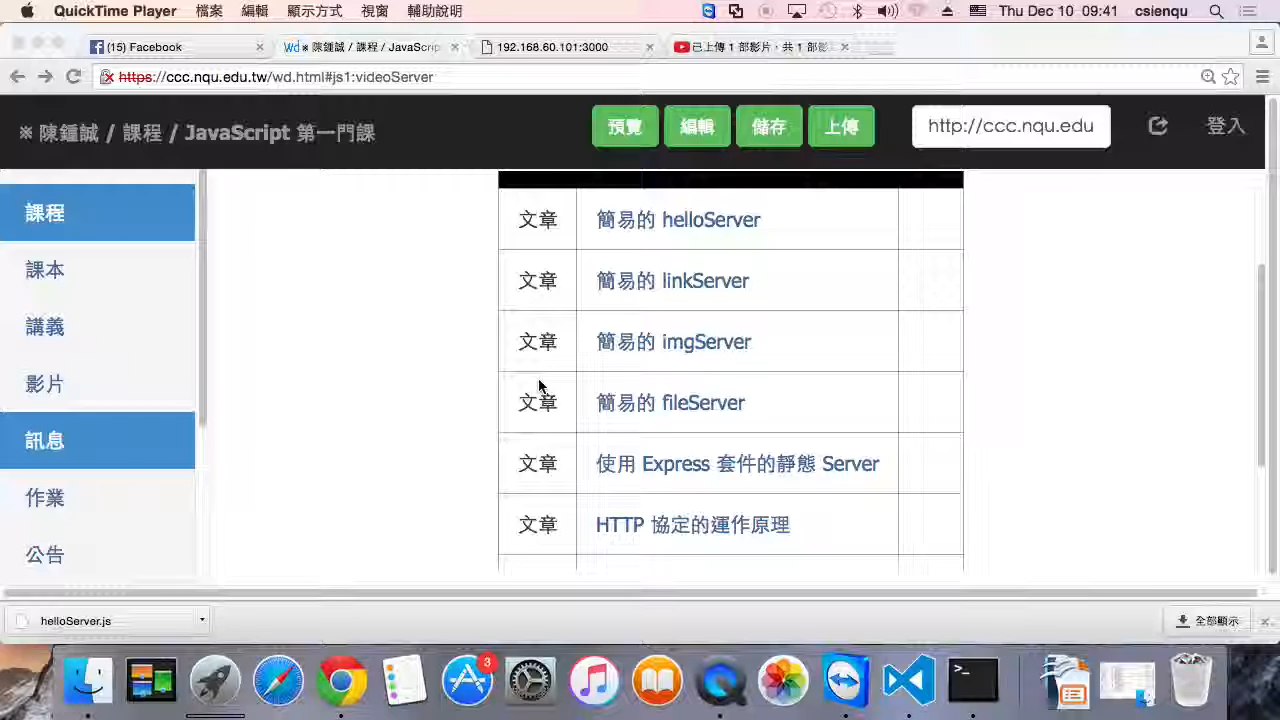 QuickTime Player 檔案 編輯 顯示方式 視窗 輔助說明 Thu Dec 10 09:41 csienqu
(15) Facebook ※ 陳鍾誠 / 課程 / JavaScrip 192.168.60.101:3000 已上傳 1 部影片，共 1 部影
https://ccc.nqu.edu.tw/wd.html#js1:videoServer
※ 陳鍾誠 / 課程 / JavaScript 第一門課 預覽 編輯 儲存 上傳 http://ccc.nqu.edu 登入
課程
課本
講義
影片
訊息
作業
公告
文章 簡易的 helloServer
文章 簡易的 linkServer
文章 簡易的 imgServer
文章 簡易的 fileServer
文章 使用 Express 套件的靜態 Server
文章 HTTP 協定的運作原理
helloServer.js 全部顯示
3